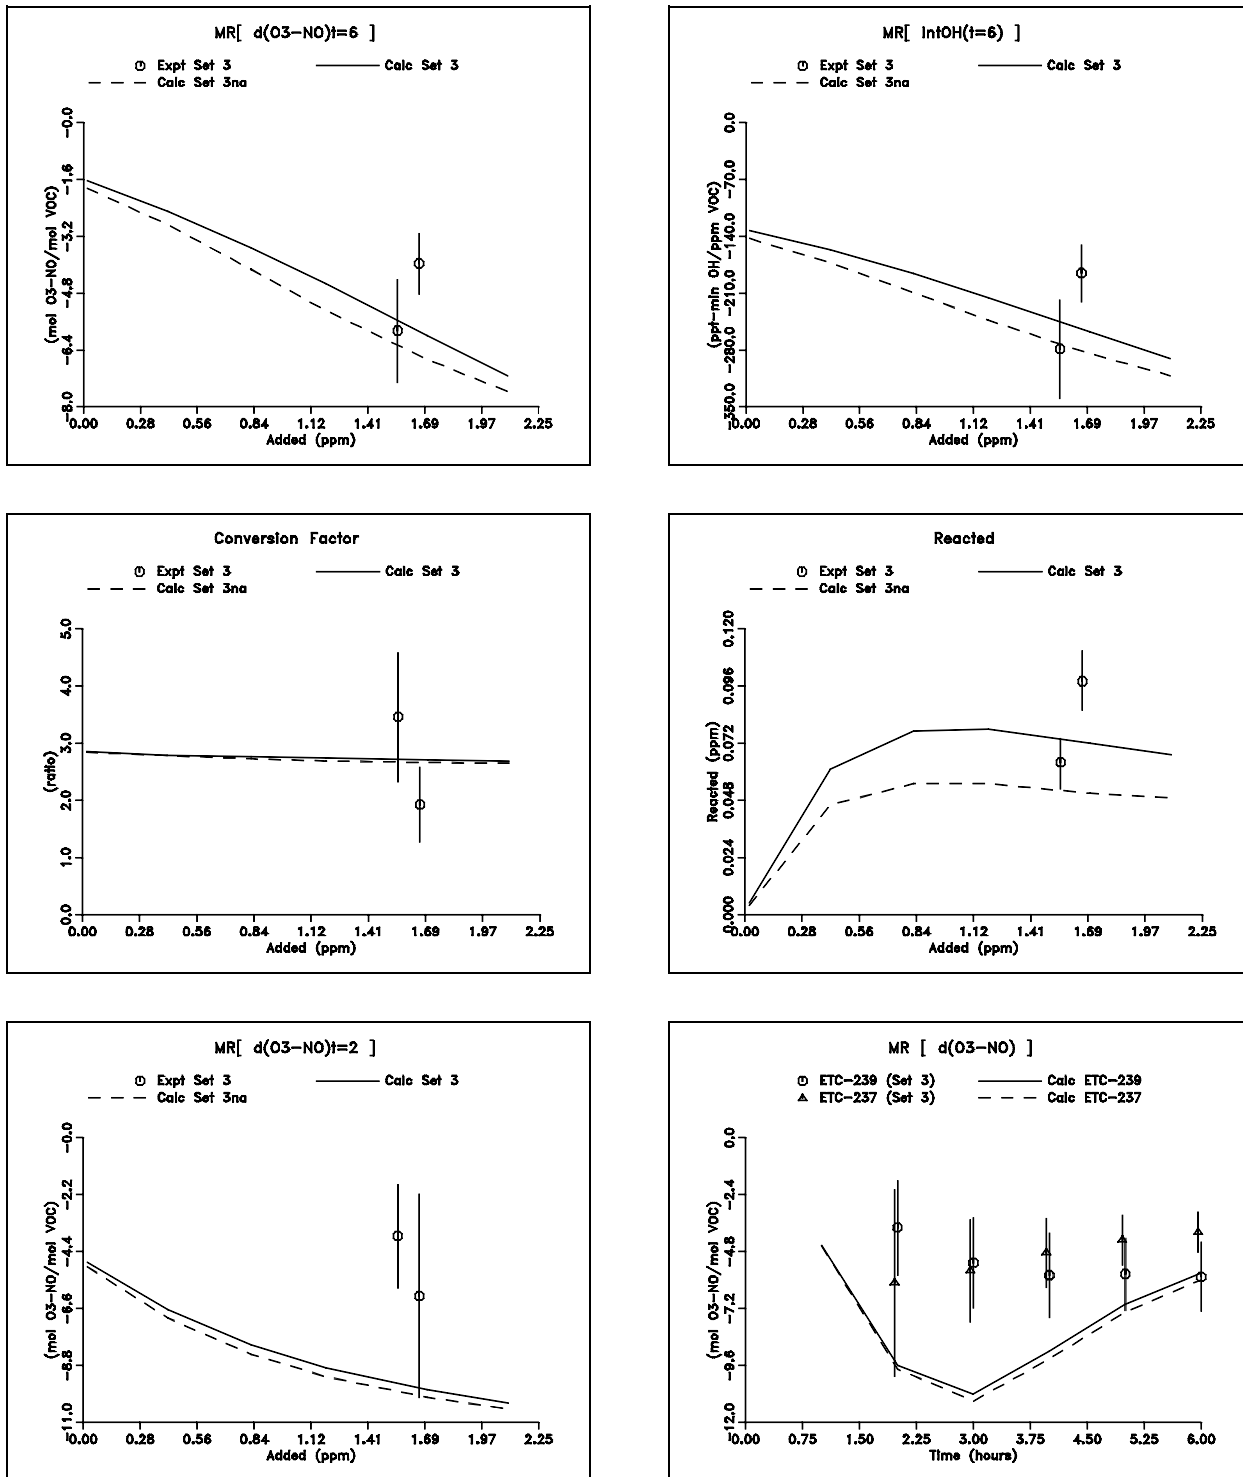 MR[ d(O3-NO)t=6 ]
Expt Set 3
Calc Set 3
Calc Set 3na
-0.0
-1.6
-3.2
-4.8
-6.4
-8.0
(mol O3-NO/mol VOC)
0.00 0.28 0.56 0.84 1.12 1.41 1.69 1.97 2.25
Added (ppm)
MR[ IntOH(t=6) ]
Expt Set 3
Calc Set 3
Calc Set 3na
0.0
-70.0
-140.0
-210.0
-280.0
-350.0
(ppt-min OH/ppm VOC)
0.00 0.28 0.56 0.84 1.12 1.41 1.69 1.97 2.25
Added (ppm)
Conversion Factor
Expt Set 3
Calc Set 3
Calc Set 3na
5.0
4.0
3.0
2.0
1.0
0.0
(ratio)
0.00 0.28 0.56 0.84 1.12 1.41 1.69 1.97 2.25
Added (ppm)
Reacted
Expt Set 3
Calc Set 3
Calc Set 3na
0.120
0.096
0.072
0.048
0.024
0.000
Reacted (ppm)
0.00 0.28 0.56 0.84 1.12 1.41 1.69 1.97 2.25
Added (ppm)
MR[ d(O3-NO)t=2 ]
Expt Set 3
Calc Set 3
Calc Set 3na
-0.0
-2.2
-4.4
-6.6
-8.8
-11.0
(mol O3-NO/mol VOC)
0.00 0.28 0.56 0.84 1.12 1.41 1.69 1.97 2.25
Added (ppm)
MR [ d(O3-NO) ]
ETC-239 (Set 3)
Calc ETC-239
ETC-237 (Set 3)
Calc ETC-237
0.0
-2.4
-4.8
-7.2
-9.6
-12.0
(mol O3-NO/mol VOC)
0.00 0.75 1.50 2.25 3.00 3.75 4.50 5.25 6.00
Time (hours)